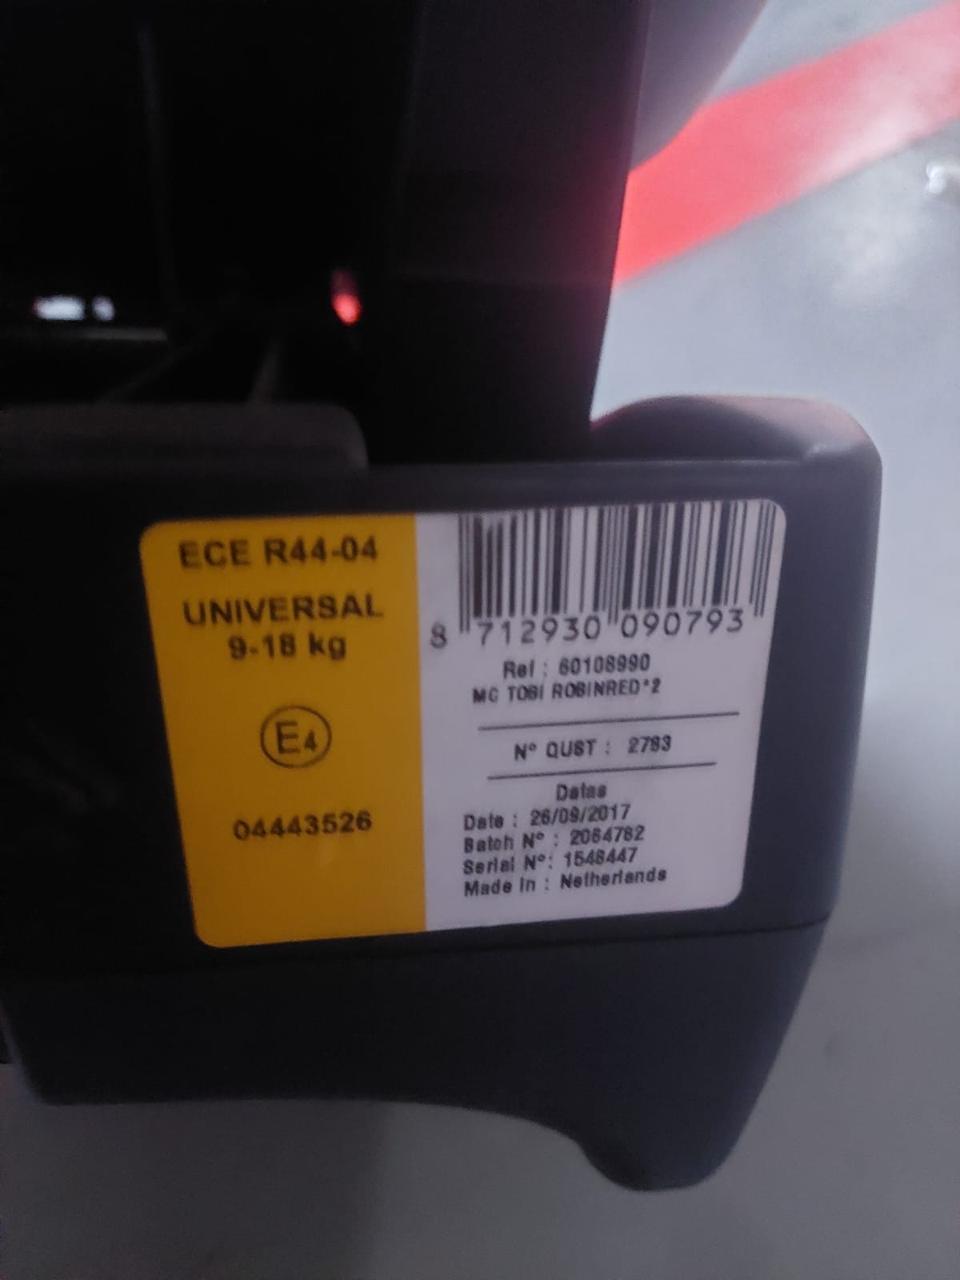 ECE R44-04
UNIVERSAL
9-18 kg
E4
04443526
8 712930 090793
Ref : 60108990
MC TOBI ROBINRED*2
N° QUST : 2793
Datas
Date : 26/09/2017
Batch N° : 2064782
Serial N°: 1548447
Made In : Netherlands